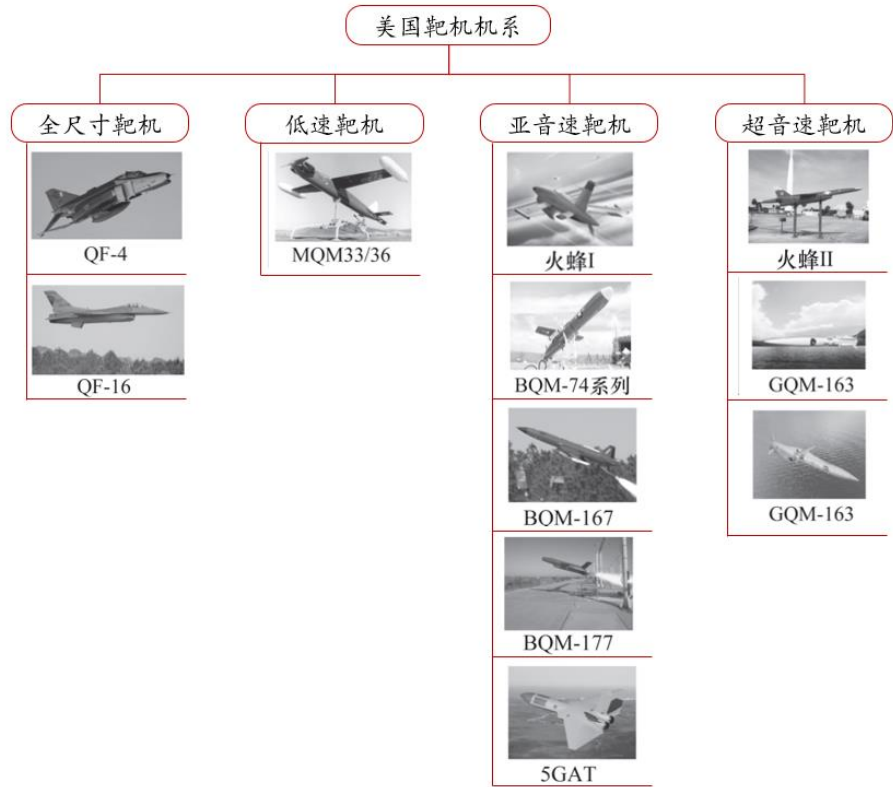 美国靶机机系
全尺寸靶机
QF-4
QF-16
低速靶机
MQM33/36
亚音速靶机
火蜂I
BQM-74系列
BQM-167
BQM-177
5GAT
超音速靶机
火蜂II
GQM-163
GQM-163